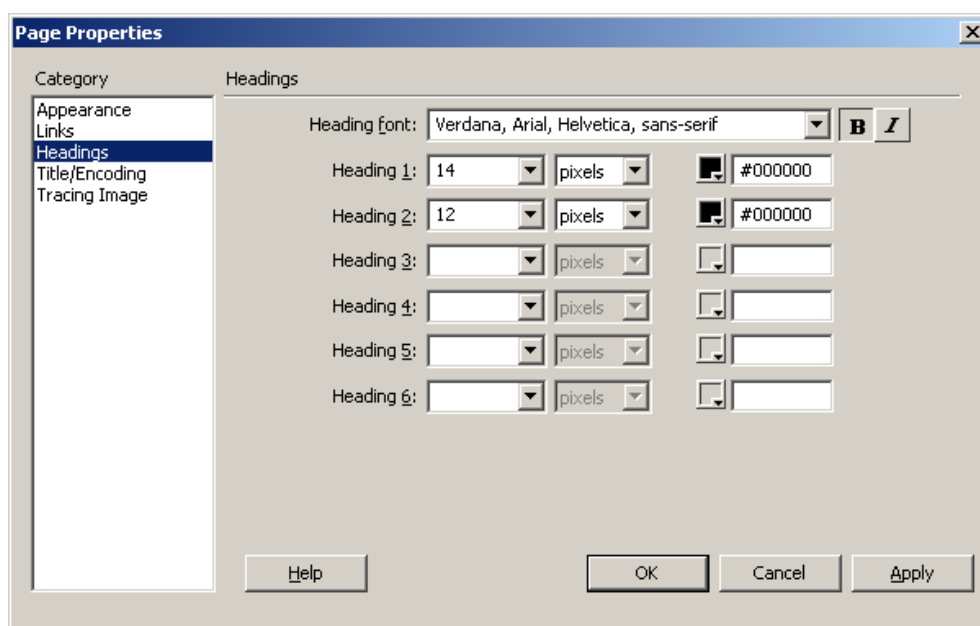 Page Properties
Category
Headings
Appearance
Links
Headings
Title/Encoding
Tracing Image
Heading font: Verdana, Arial, Helvetica, sans-serif B I
Heading 1: 14 pixels #000000
Heading 2: 12 pixels #000000
Heading 3: pixels
Heading 4: pixels
Heading 5: pixels
Heading 6: pixels
Help OK Cancel Apply